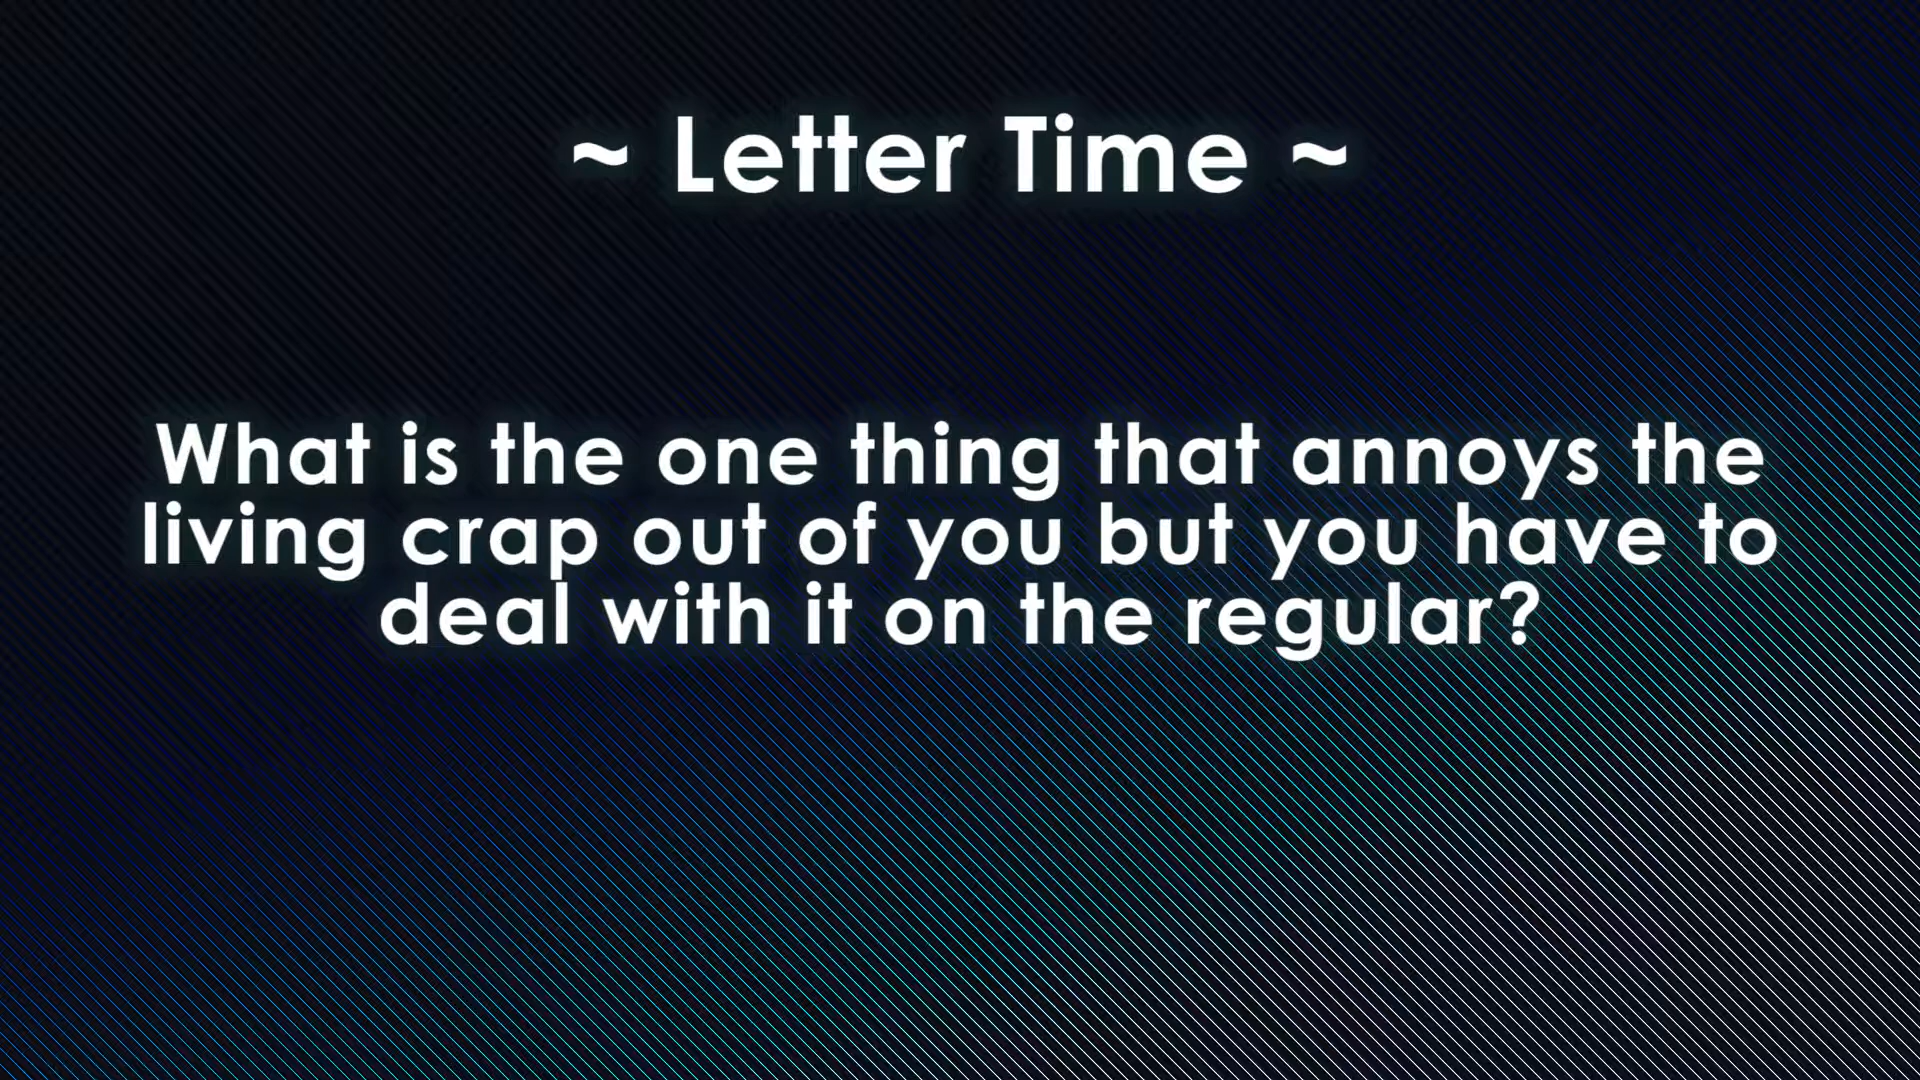 ~ Letter Time ~
What is the one thing that annoys the
living crap out of you but you have to
deal with it on the regular?